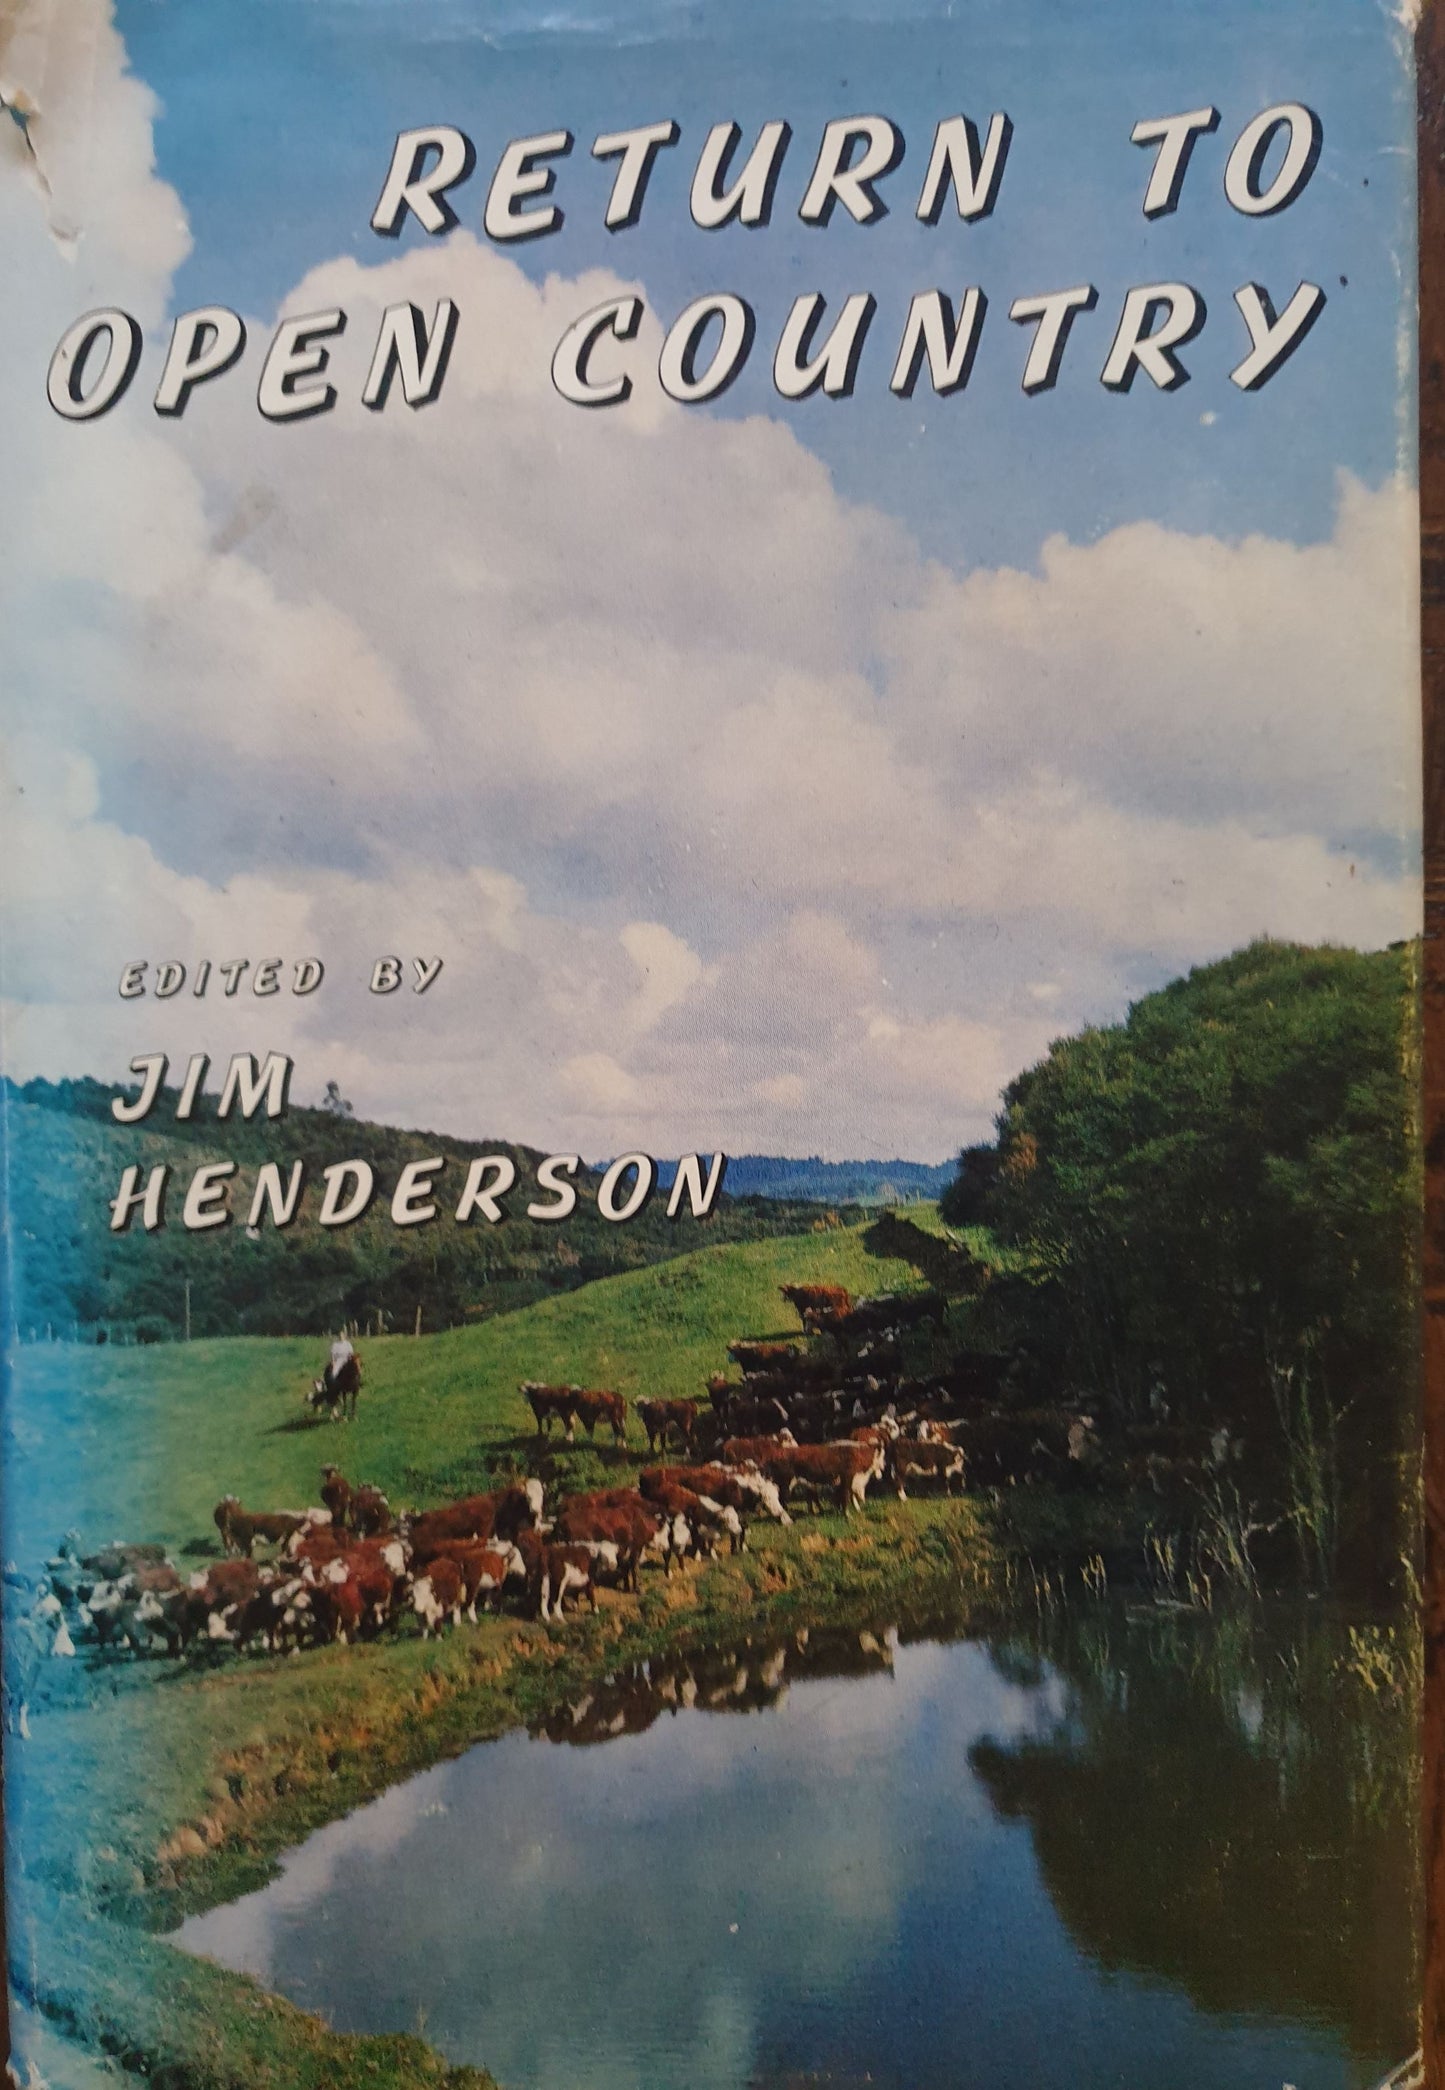 RETURN TO
OPEN COUNTRY
EDITED BY
JIM
HENDERSON